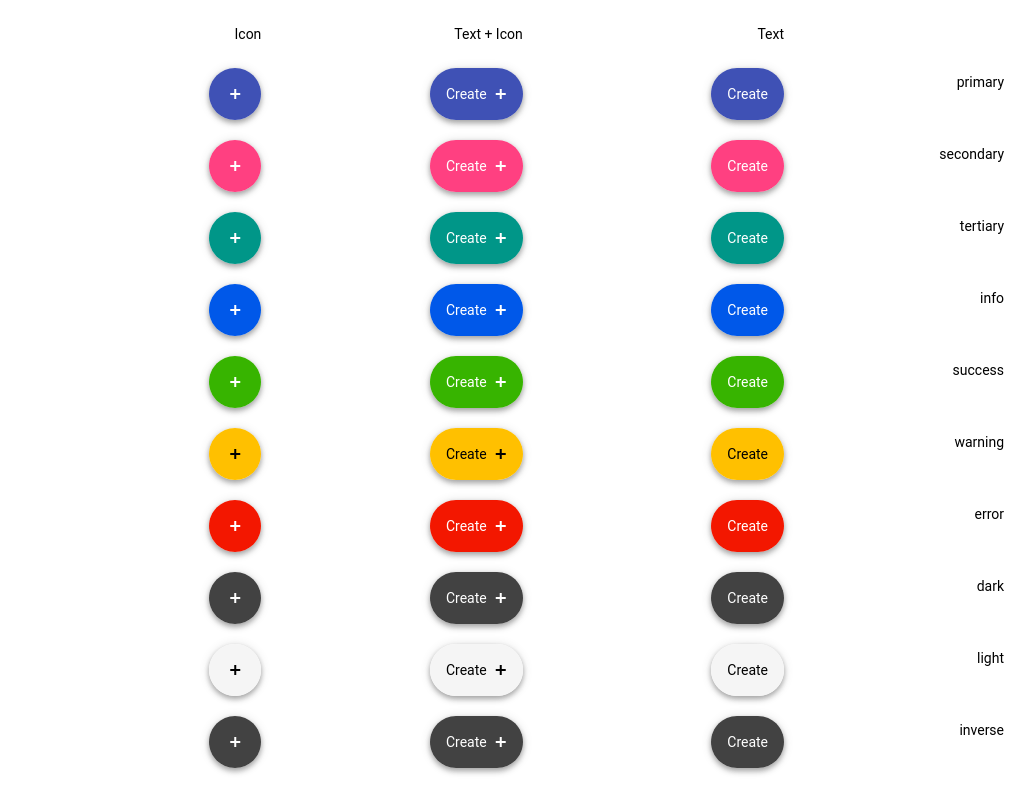 Icon Text + Icon Text
Create Create primary
Create Create secondary
Create Create tertiary
Create Create info
Create Create success
Create Create warning
Create Create error
Create Create dark
Create Create light
Create Create inverse